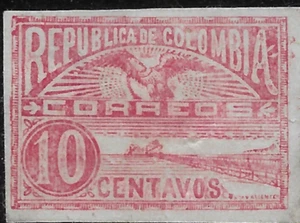 REPUBLICA DE COLOMBIA
CORREOS
10
CENTAVOS